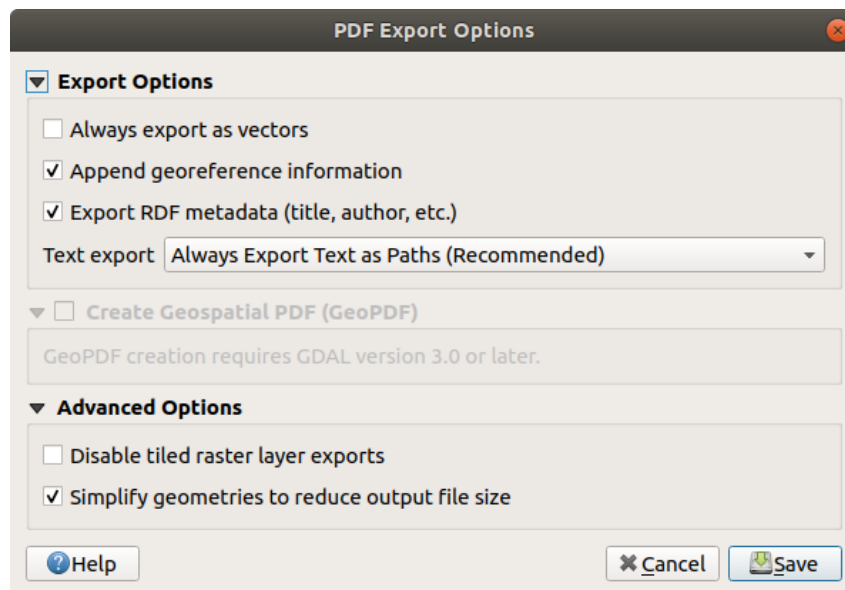 PDF Export Options
Export Options
Always export as vectors
Append georeference information
Export RDF metadata (title, author, etc.)
Text export Always Export Text as Paths (Recommended)
Create Geospatial PDF (GeoPDF)
GeoPDF creation requires GDAL version 3.0 or later.
Advanced Options
Disable tiled raster layer exports
Simplify geometries to reduce output file size
Help Cancel Save